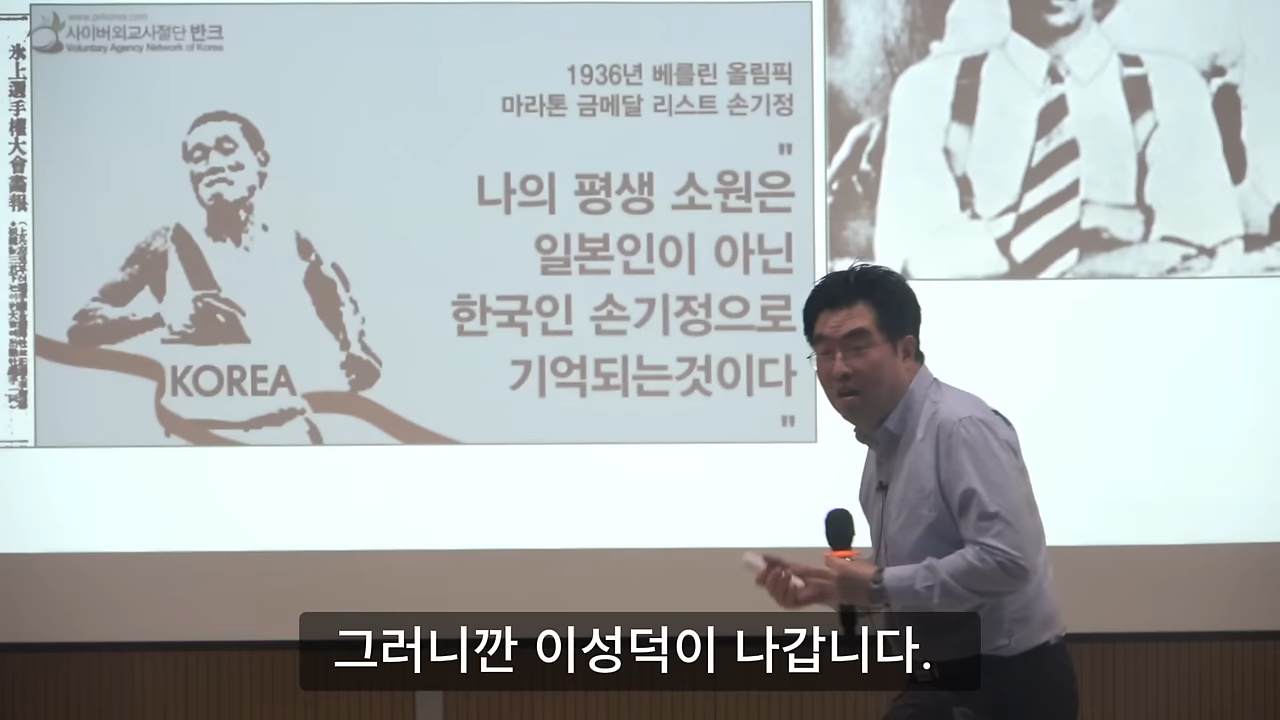 www.prkorea.com
사이버외교사절단 반크
Voluntary Agency Network of Korea
氷上選手權大會畵報
1936년 베를린 올림픽
마라톤 금메달 리스트 손기정
"
나의 평생 소원은
일본인이 아닌
한국인 손기정으로
기억되는것이다
"
KOREA
그러니깐 이성덕이 나갑니다.